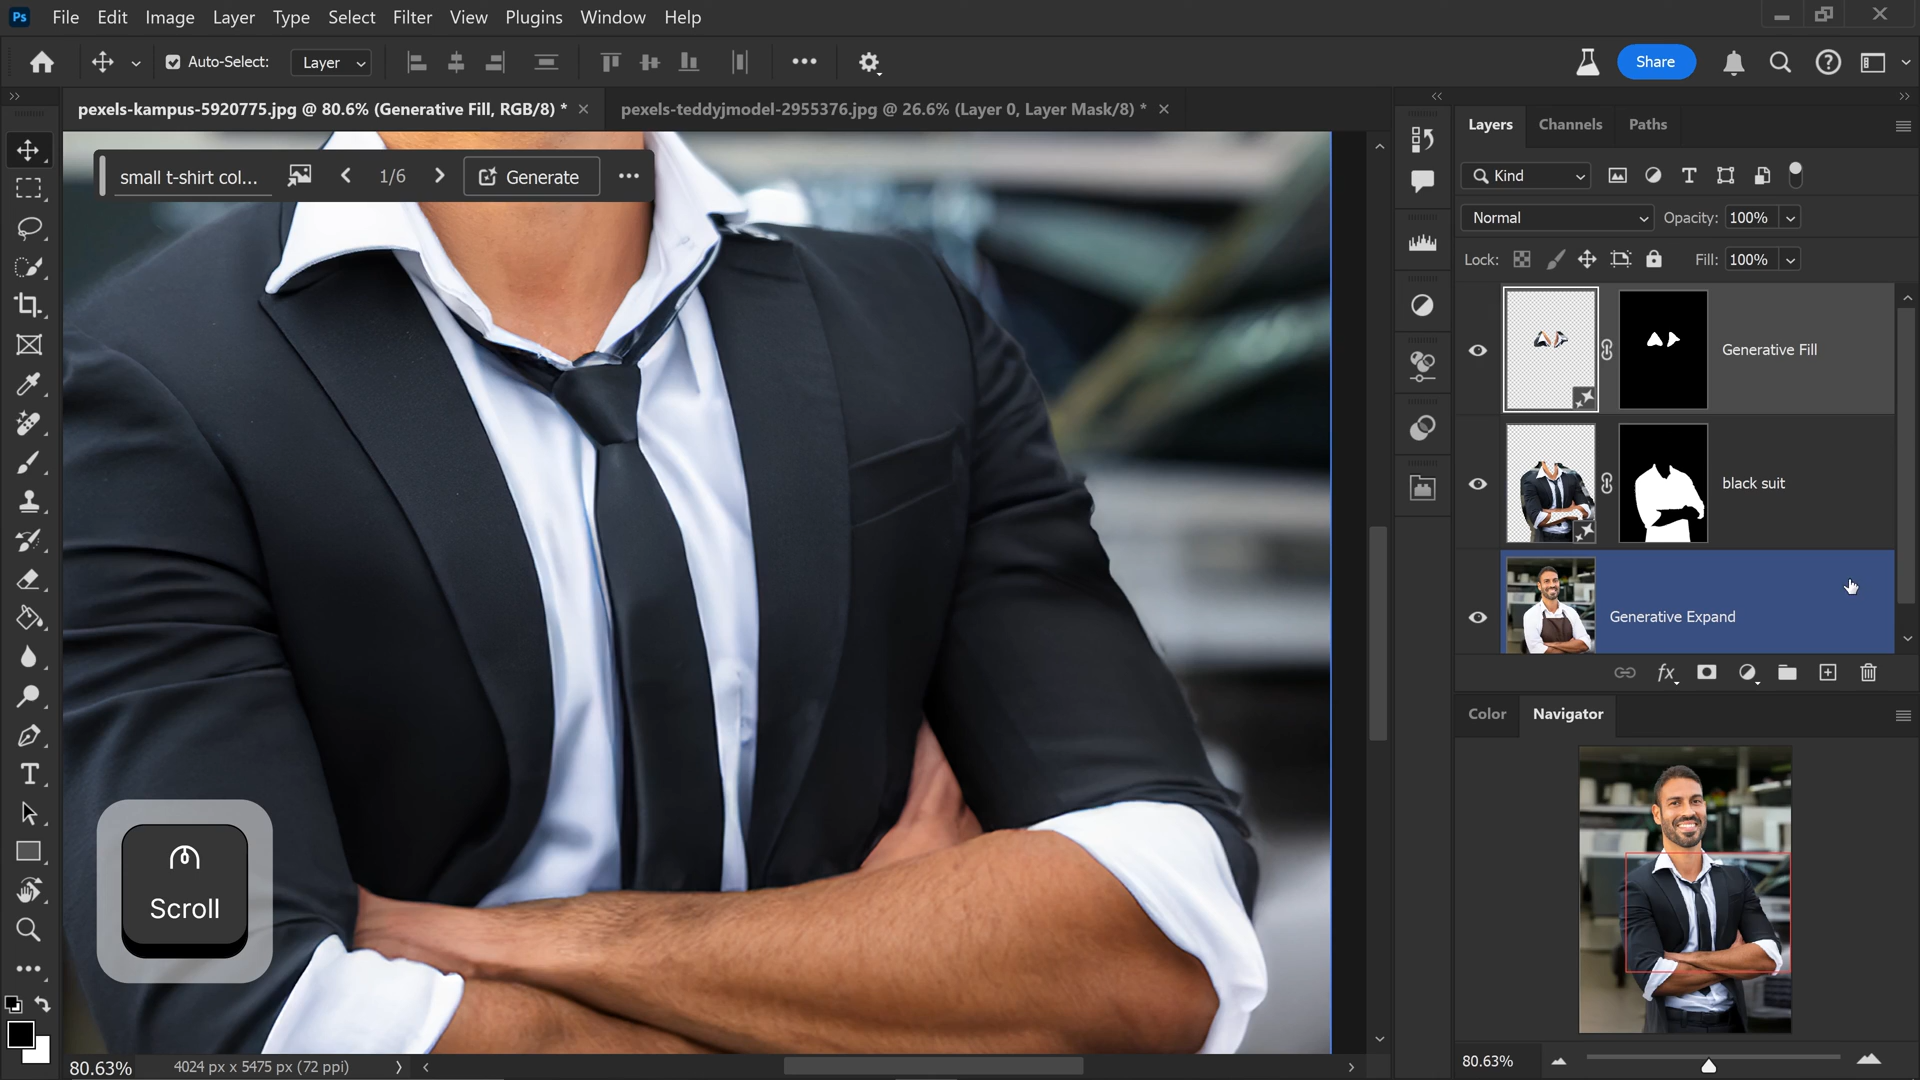 Ps File Edit Image Layer Type Select Filter View Plugins Window Help
Auto-Select: Layer Share
pexels-kampus-5920775.jpg @ 80.6% (Generative Fill, RGB/8) * pexels-teddyjmodel-2955376.jpg @ 26.6% (Layer 0, Layer Mask/8) *
small t-shirt col... 1/6 Generate
Layers Channels Paths
Kind
Normal Opacity: 100%
Lock: Fill: 100%
Generative Fill
black suit
Generative Expand
fx
Color Navigator
Scroll
80.63% 4024 px x 5475 px (72 ppi)
80.63%